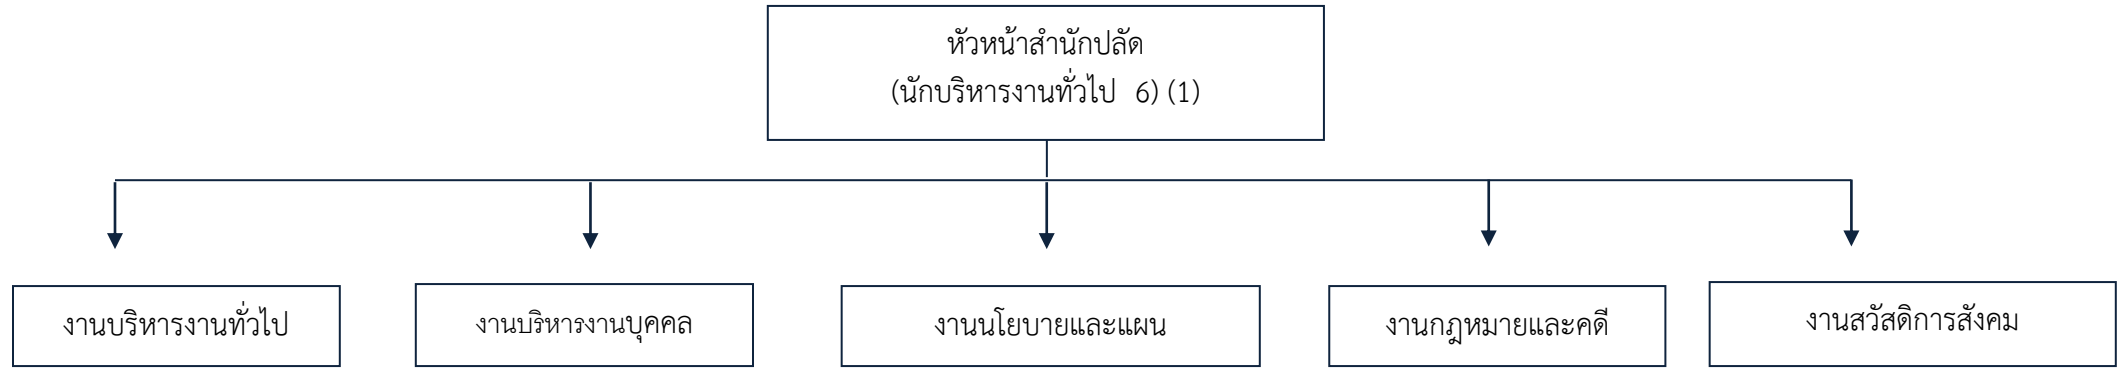 หัวหน้าสำนักปลัด
(นักบริหารงานทั่วไป 6) (1)
งานบริหารงานทั่วไป
งานบริหารงานบุคคล
งานนโยบายและแผน
งานกฎหมายและคดี
งานสวัสดิการสังคม